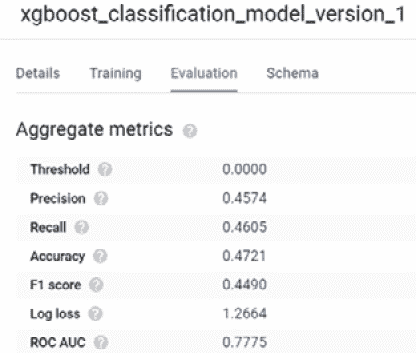 xgboost_classification_model_version_1
Details Training Evaluation Schema
Aggregate metrics ?
Threshold ? 0.0000
Precision ? 0.4574
Recall ? 0.4605
Accuracy ? 0.4721
F1 score ? 0.4490
Log loss ? 1.2664
ROC AUC ? 0.7775